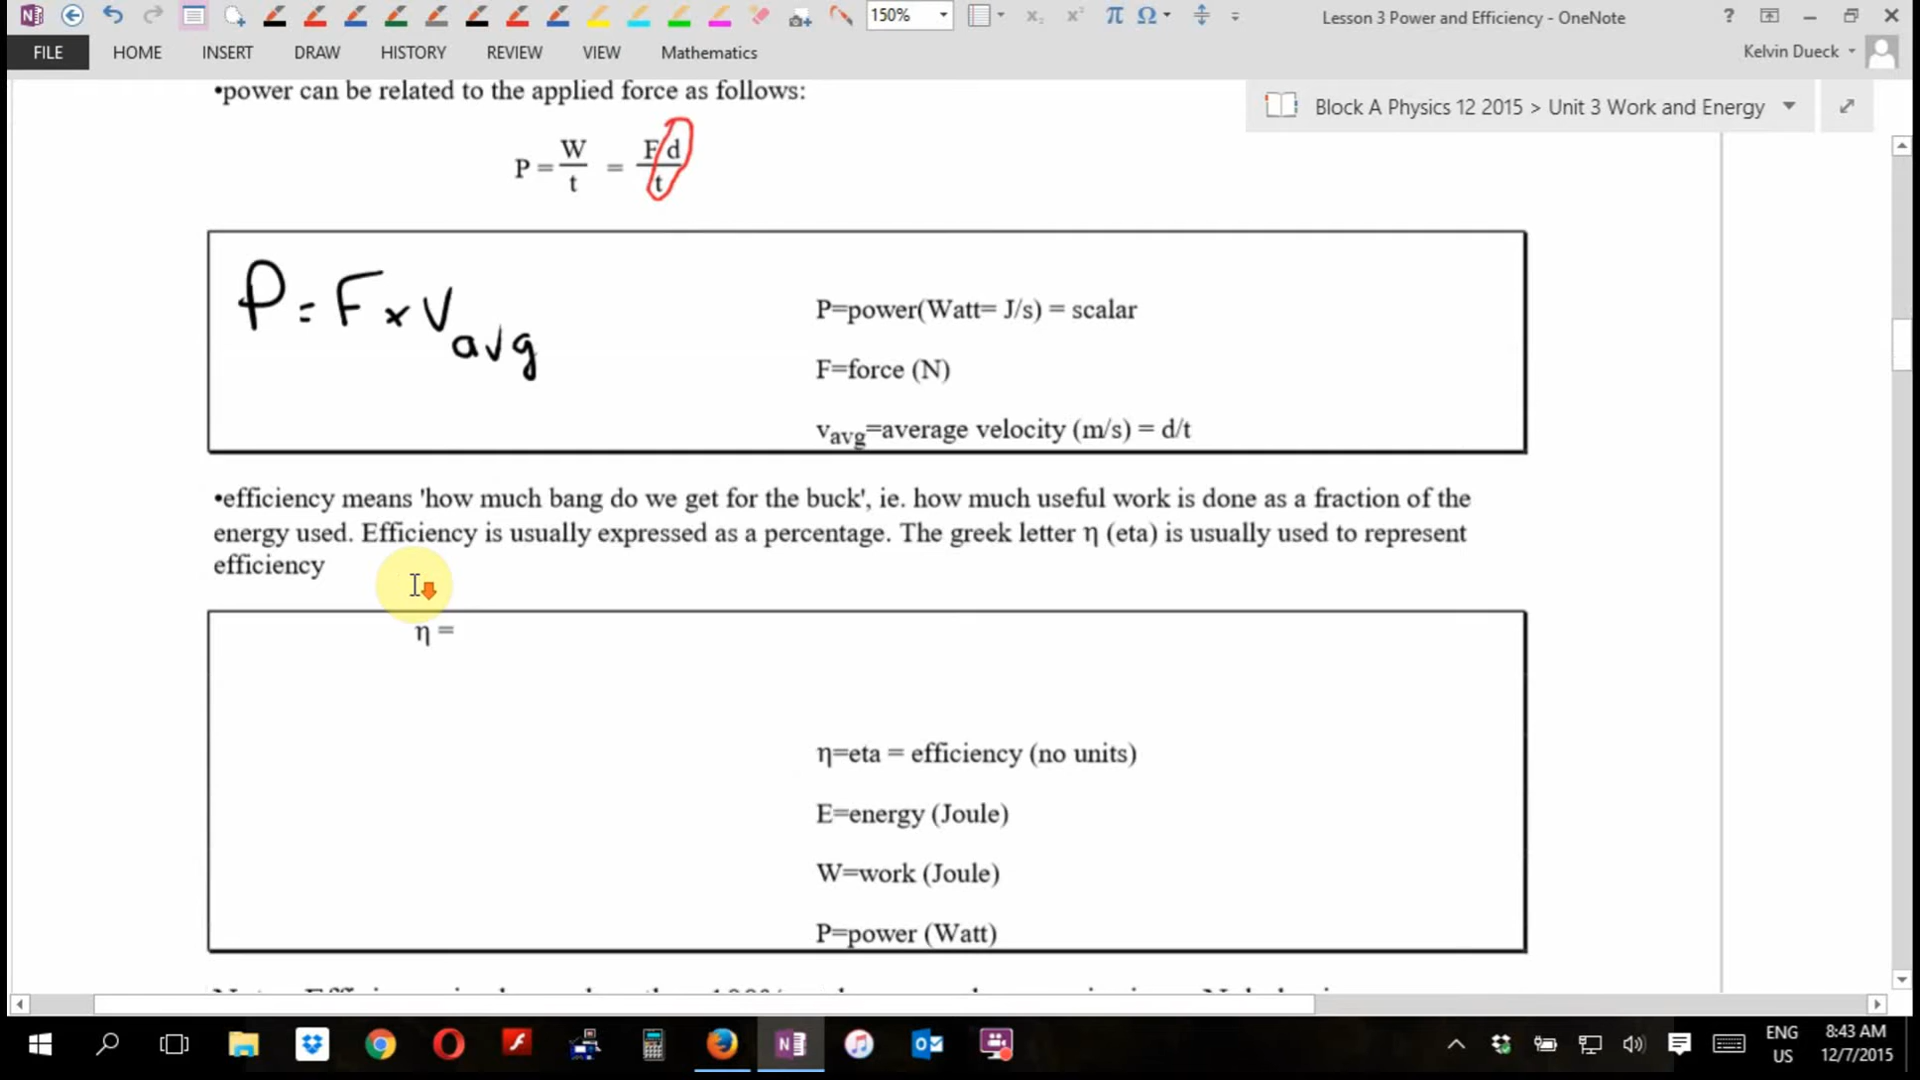 150%
Lesson 3 Power and Efficiency - OneNote
FILE HOME INSERT DRAW HISTORY REVIEW VIEW Mathematics
Kelvin Dueck
Block A Physics 12 2015 > Unit 3 Work and Energy
•power can be related to the applied force as follows:
P = W/t = Fd/t
P = F x V avg
P=power(Watt= J/s) = scalar
F=force (N)
vavg=average velocity (m/s) = d/t
•efficiency means 'how much bang do we get for the buck', ie. how much useful work is done as a fraction of the
energy used. Efficiency is usually expressed as a percentage. The greek letter η (eta) is usually used to represent
efficiency
η =
η=eta = efficiency (no units)
E=energy (Joule)
W=work (Joule)
P=power (Watt)
ENG
US
8:43 AM
12/7/2015